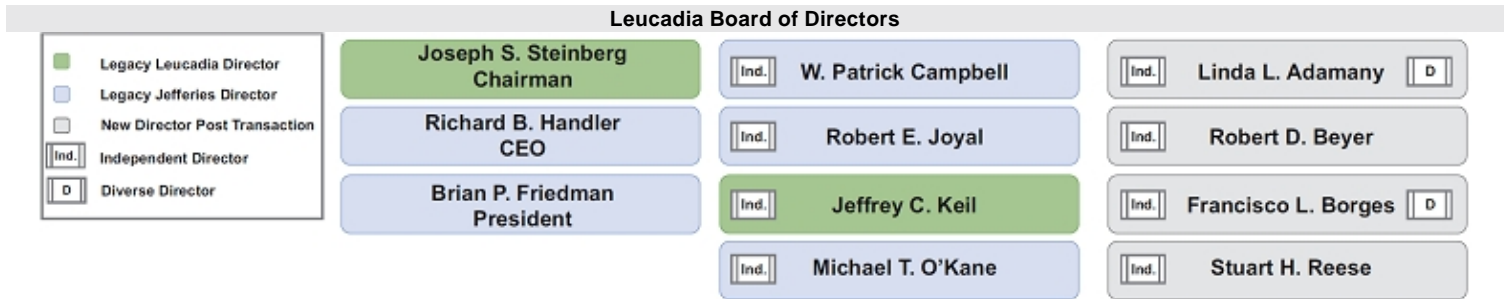 Leucadia Board of Directors
Legacy Leucadia Director
Legacy Jefferies Director
New Director Post Transaction
Ind. Independent Director
D Diverse Director
Joseph S. Steinberg
Chairman
Richard B. Handler
CEO
Brian P. Friedman
President
Ind. W. Patrick Campbell
Ind. Robert E. Joyal
Ind. Jeffrey C. Keil
Ind. Michael T. O'Kane
Ind. Linda L. Adamany D
Ind. Robert D. Beyer
Ind. Francisco L. Borges D
Ind. Stuart H. Reese